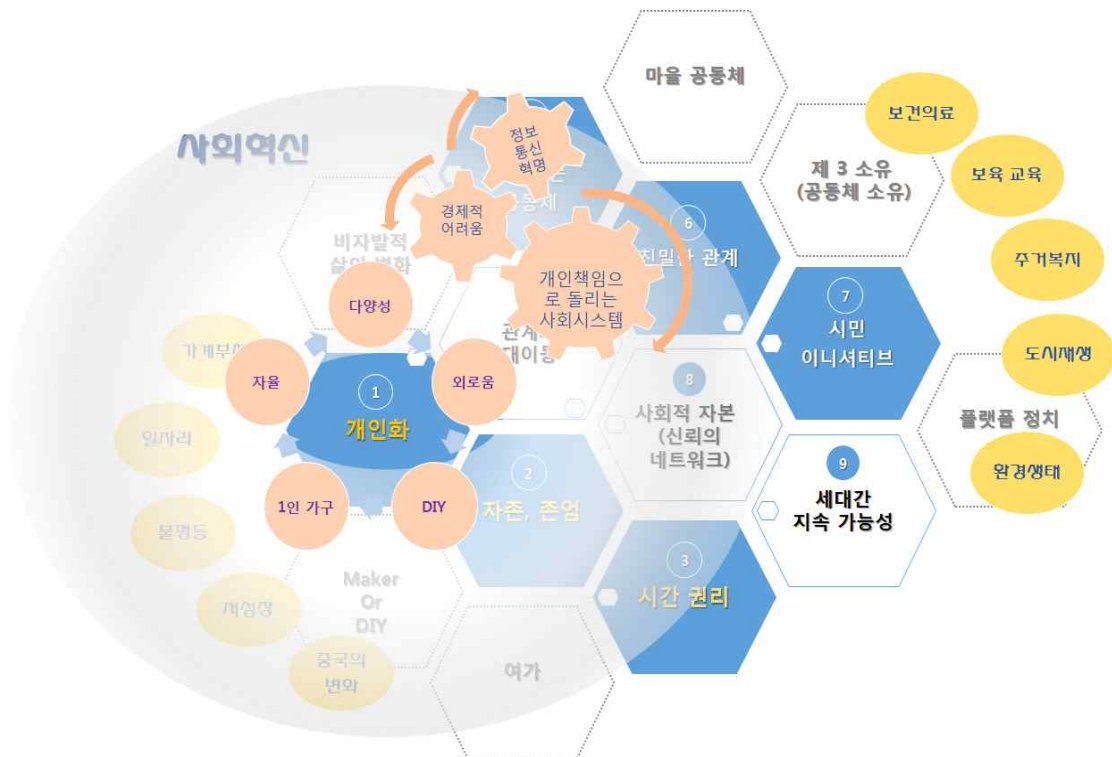 사회혁신
마을 공동체
보건의료
제 3 소유
(공동체 소유)
보육 교육
주거복지
정보
통신
혁명
경제적
어려움
개인책임으
로 돌리는
사회시스템
비자발적
다양성
자율
외로움
1인 가구
DIY
1
개인화
6
친밀한 관계
7
시민
이니셔티브
도시재생
플랫폼 정치
환경생태
8
사회적 자본
(신뢰의
네트워크)
9
세대간
지속 가능성
2
자존, 존엄
3
시간 권리
일자리
불평등
저성장
중국의
변화
Maker
Or
DIY
여가